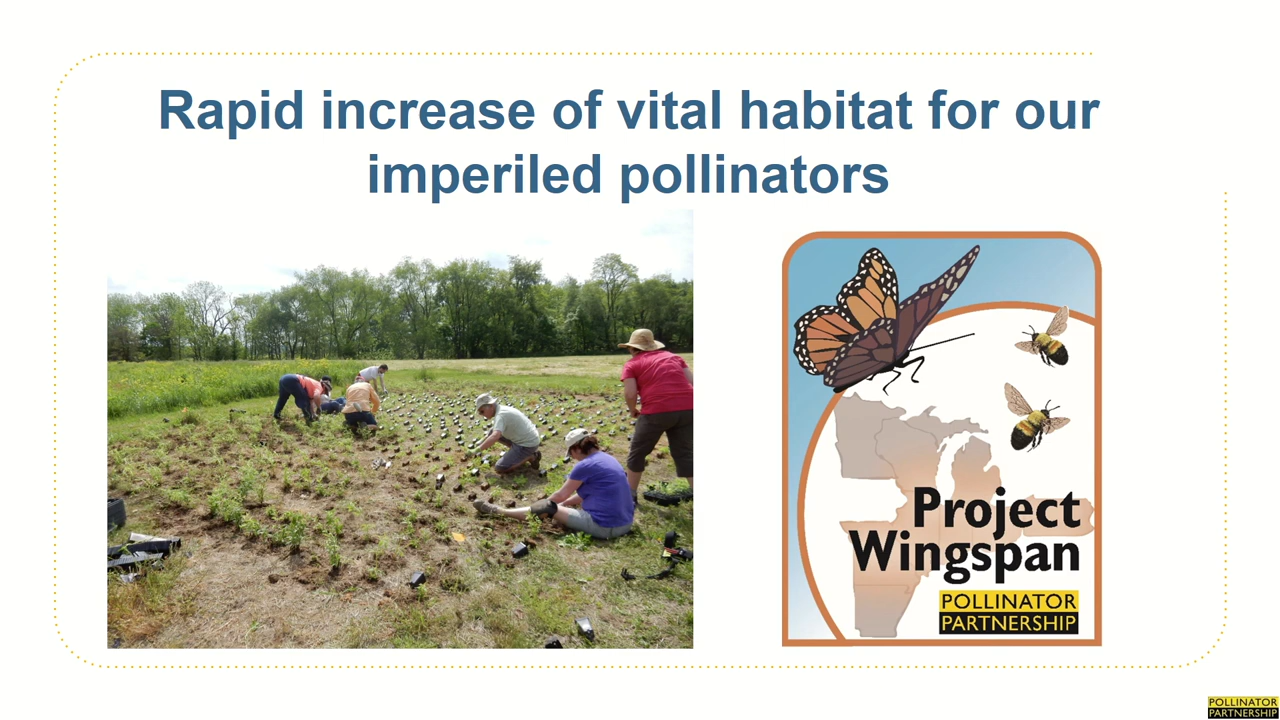 Rapid increase of vital habitat for our
imperiled pollinators
Project
Wingspan
POLLINATOR
PARTNERSHIP
POLLINATOR
PARTNERSHIP